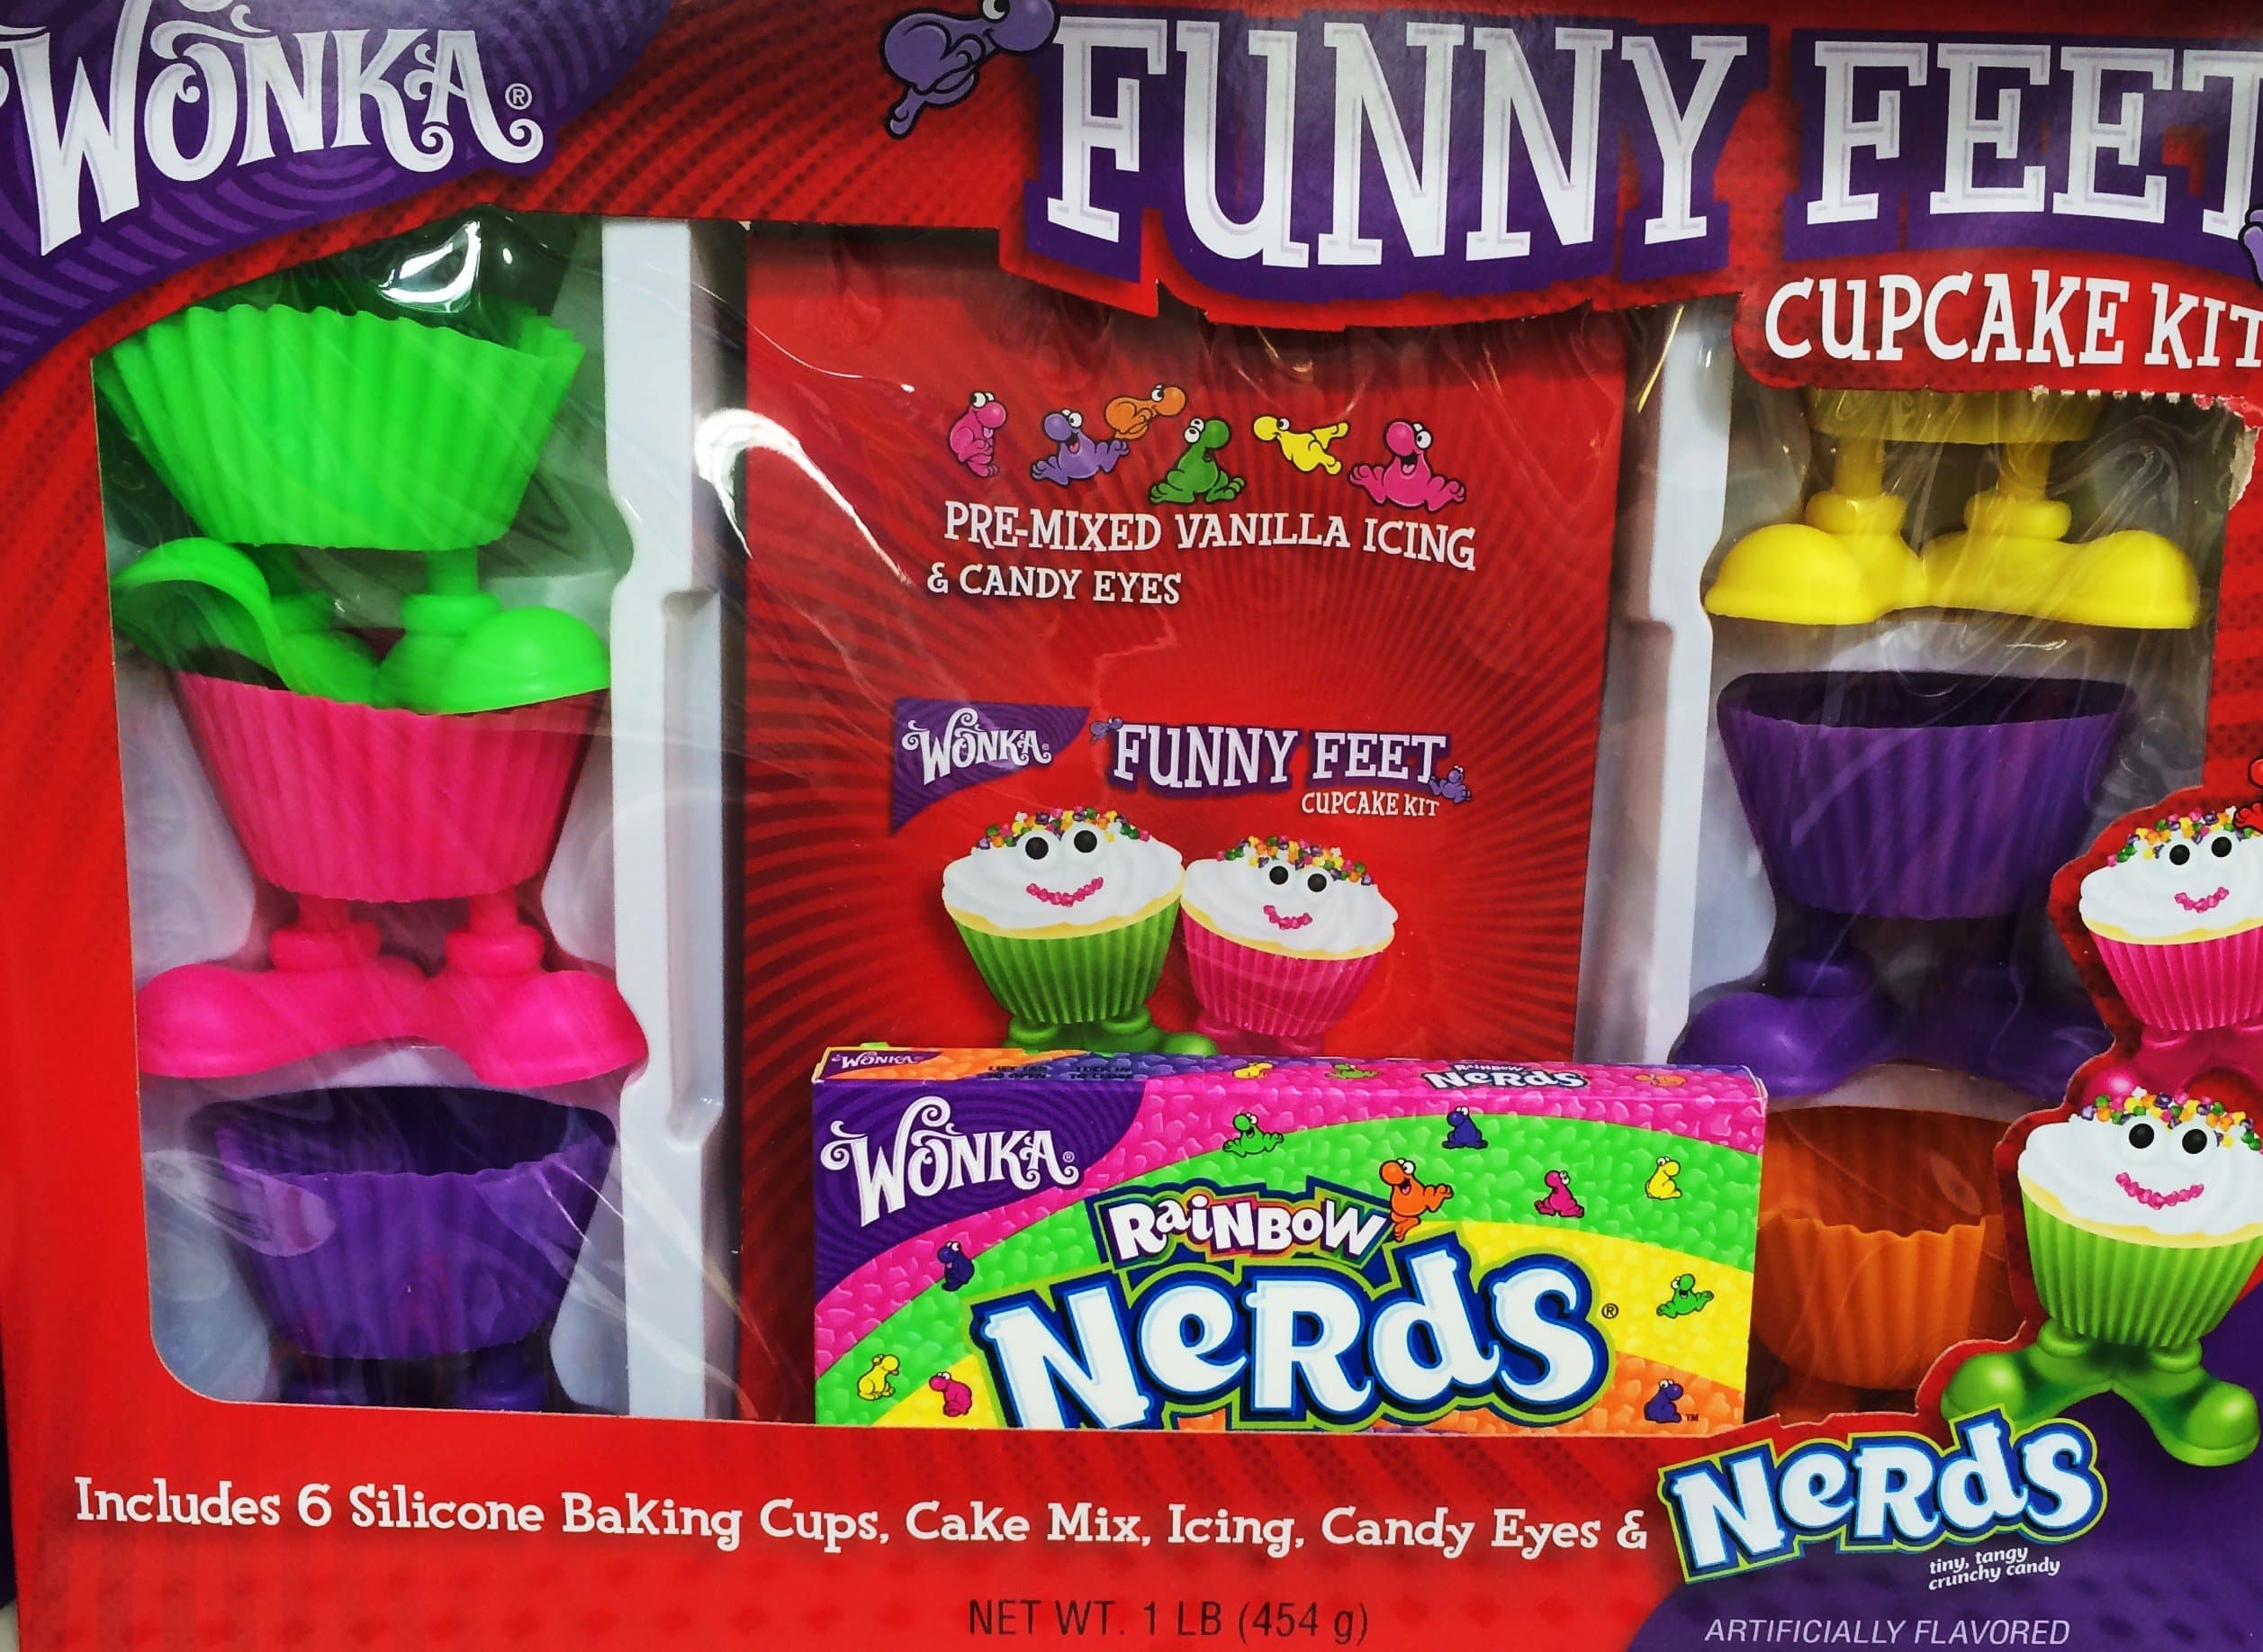 WONKA®
FUNNY FEET
CUPCAKE KIT
PRE-MIXED VANILLA ICING
& CANDY EYES
WONKA®
FUNNY FEET
CUPCAKE KIT
WONKA
RAINBOW
NERDS
WONKA®
RaiNBoW
NeRdS®
™
Includes 6 Silicone Baking Cups, Cake Mix, Icing, Candy Eyes &
NeRdS
tiny, tangy
crunchy candy
NET WT. 1 LB (454 g)
ARTIFICIALLY FLAVORED